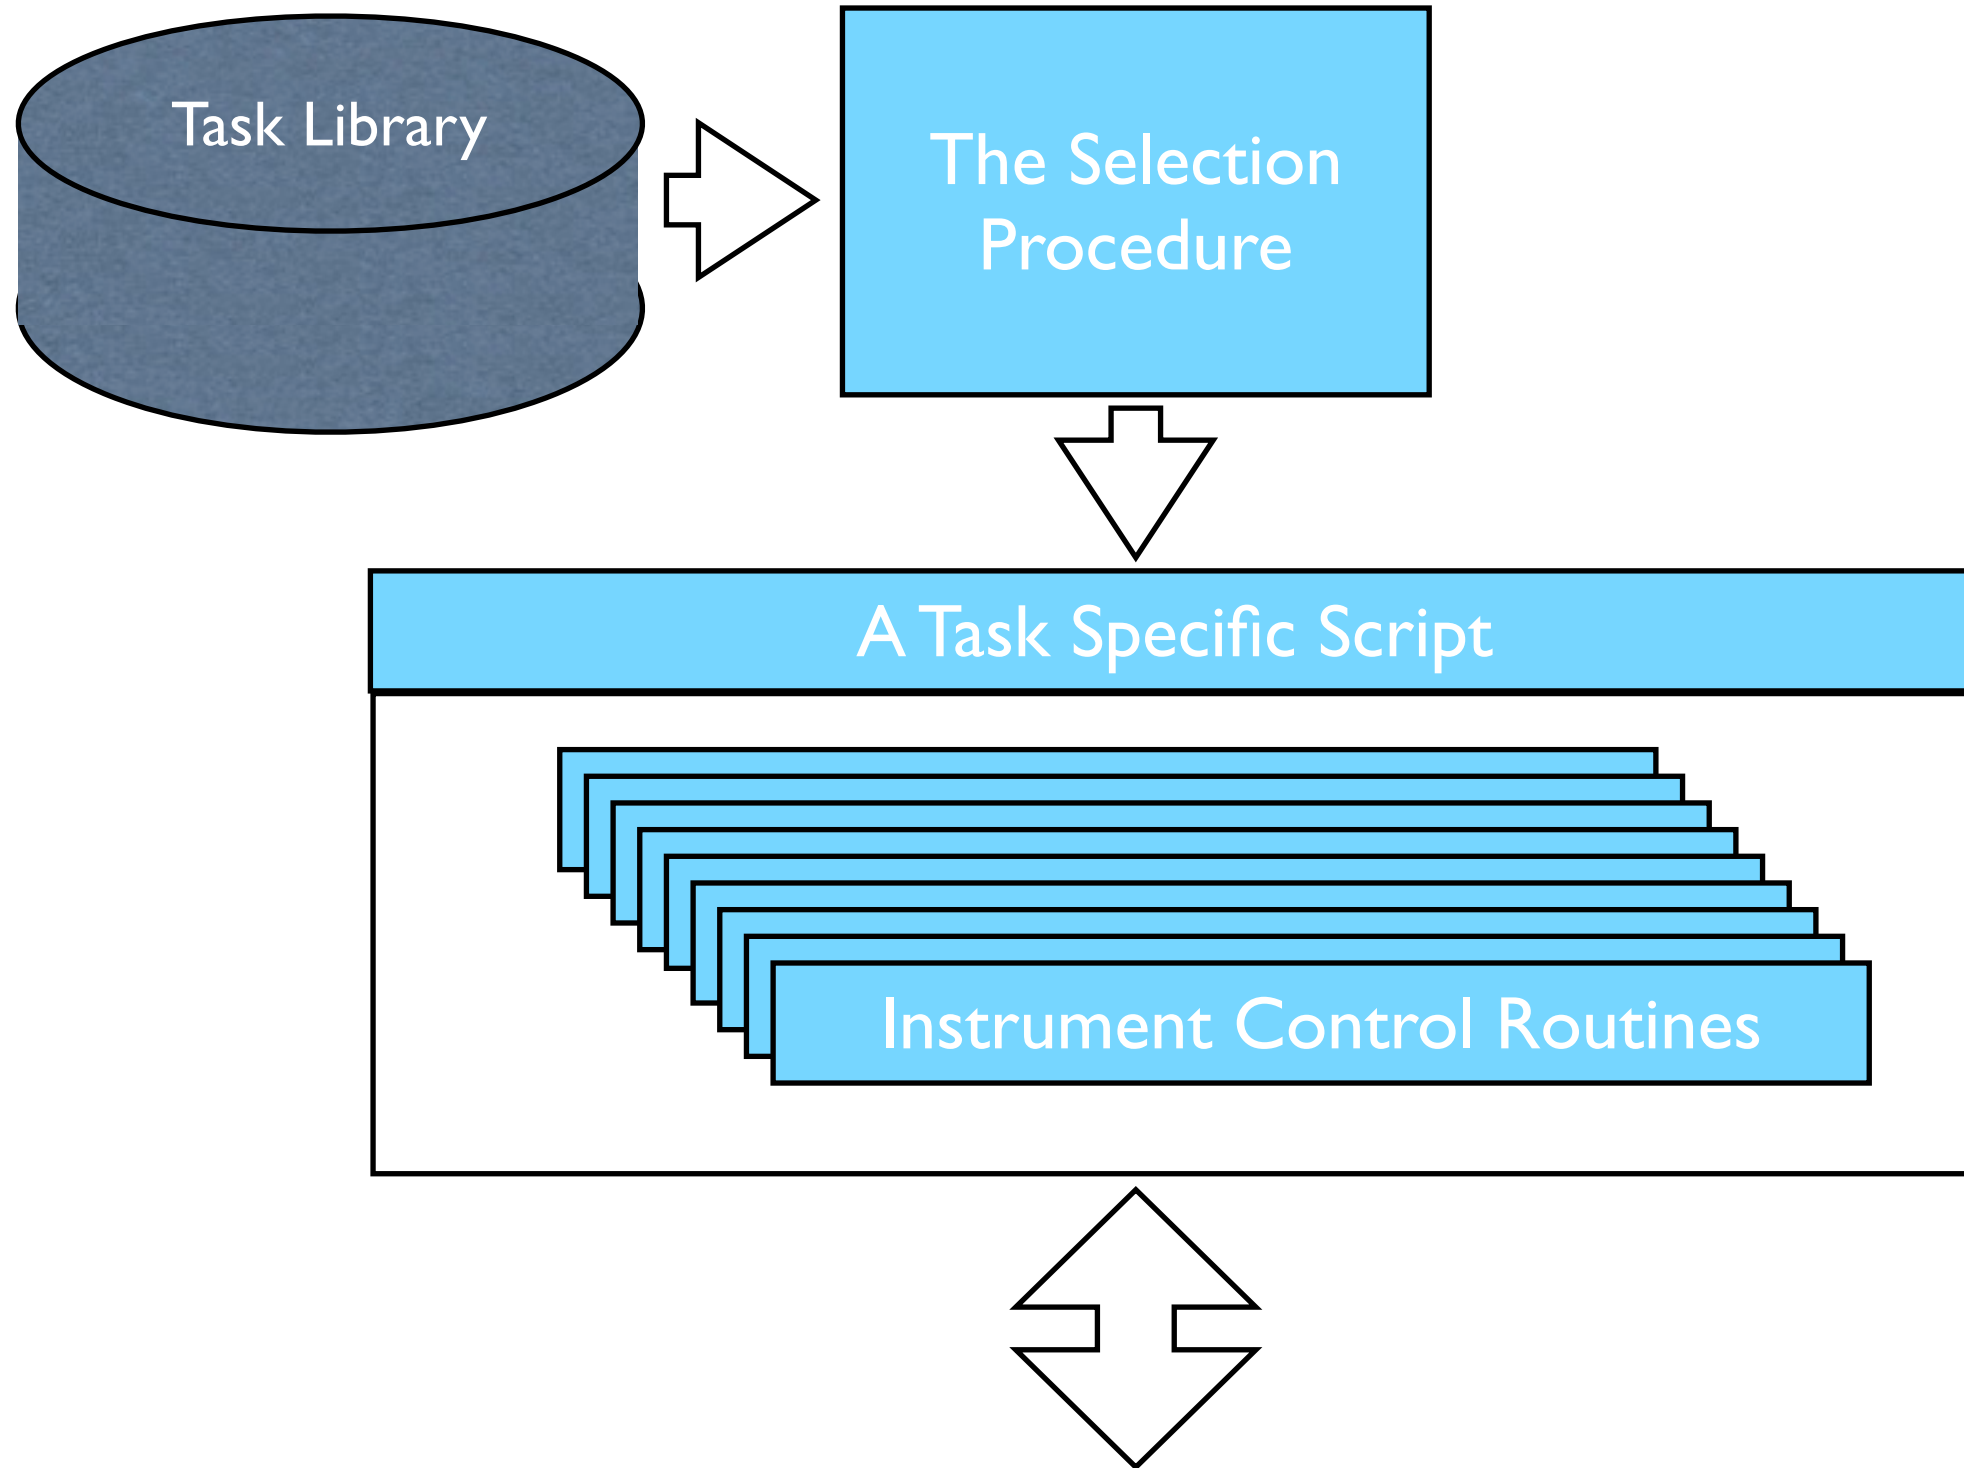 Task Library
The Selection
Procedure
A Task Specific Script
Instrument Control Routines